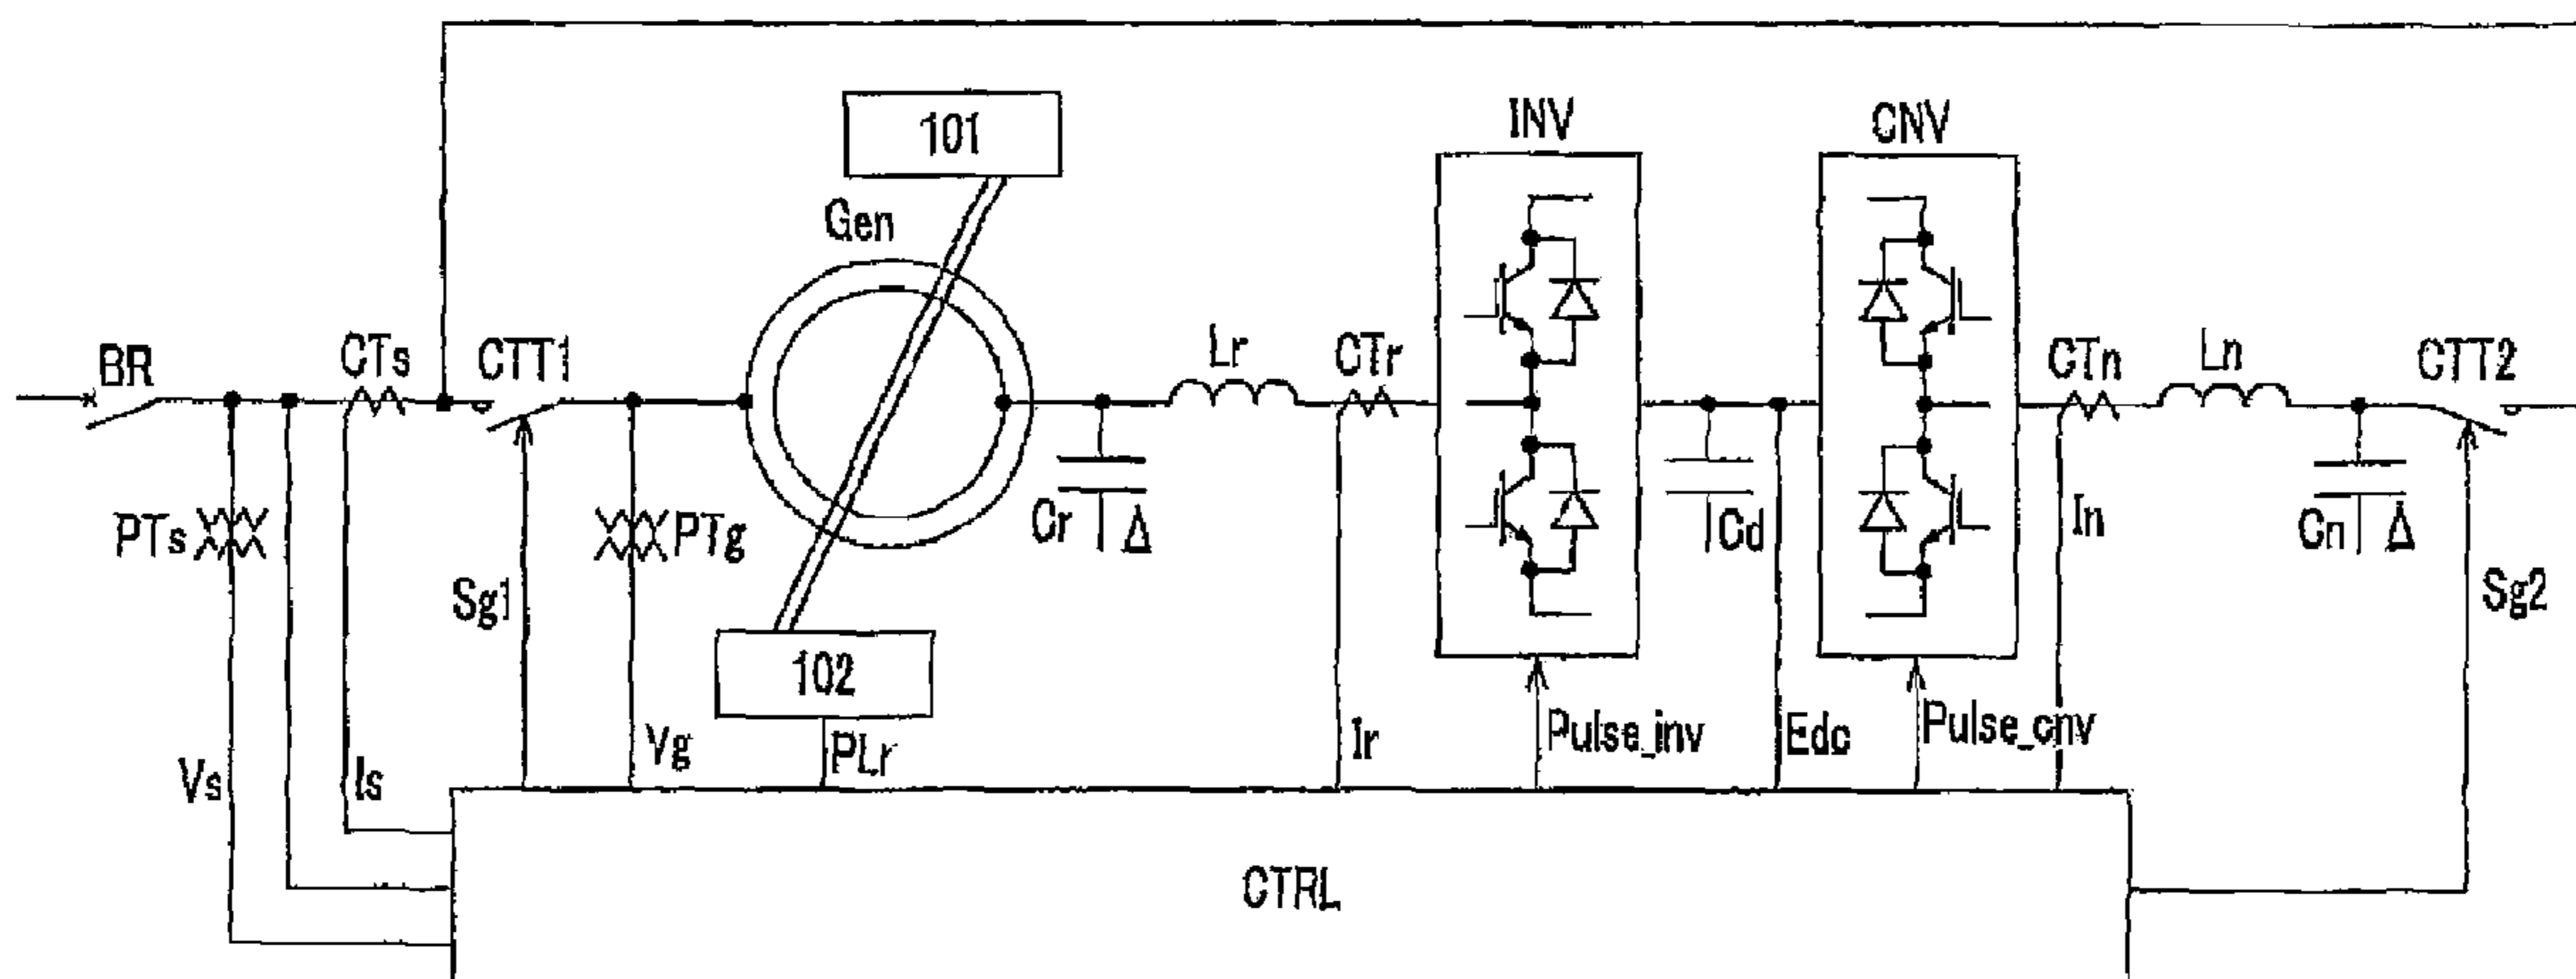 101
INV
CNV
Gen
BR
CTs
CTT1
Lr
CTr
CTn
Ln
CTT2
PTs
PTg
Cr
Δ
Cd
In
Cn
Δ
Sg1
Sg2
102
Vs
Is
Vg
PLr
Ir
Pulse_inv
Edc
Pulse_cnv
CTRL